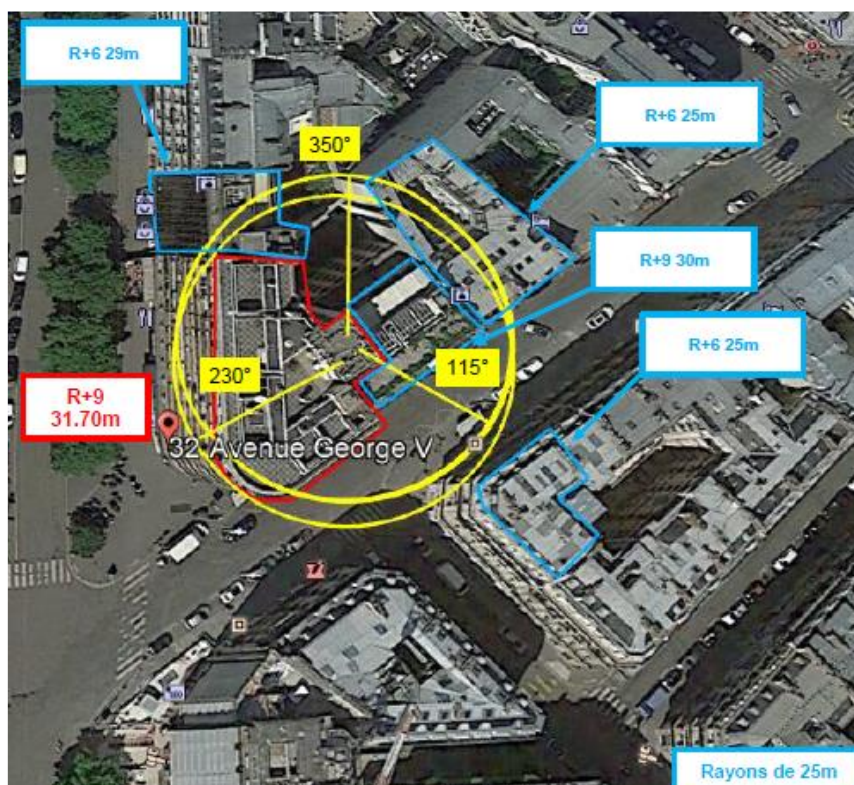 R+6 29m
350°
R+6 25m
R+9 30m
R+6 25m
230°
115°
R+9
31.70m
32 Avenue George V
Rayons de 25m